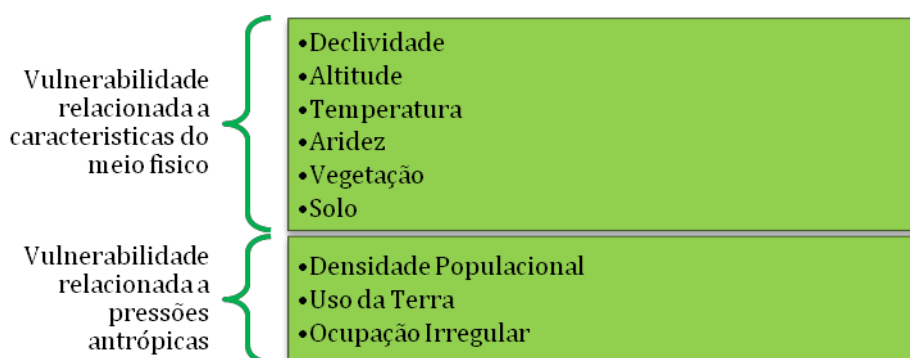 Vulnerabilidade
relacionada a
caracteristicas do
meio fisico
•Declividade
•Altitude
•Temperatura
•Aridez
•Vegetação
•Solo
Vulnerabilidade
relacionada a
pressões
antrópicas
•Densidade Populacional
•Uso da Terra
•Ocupação Irregular